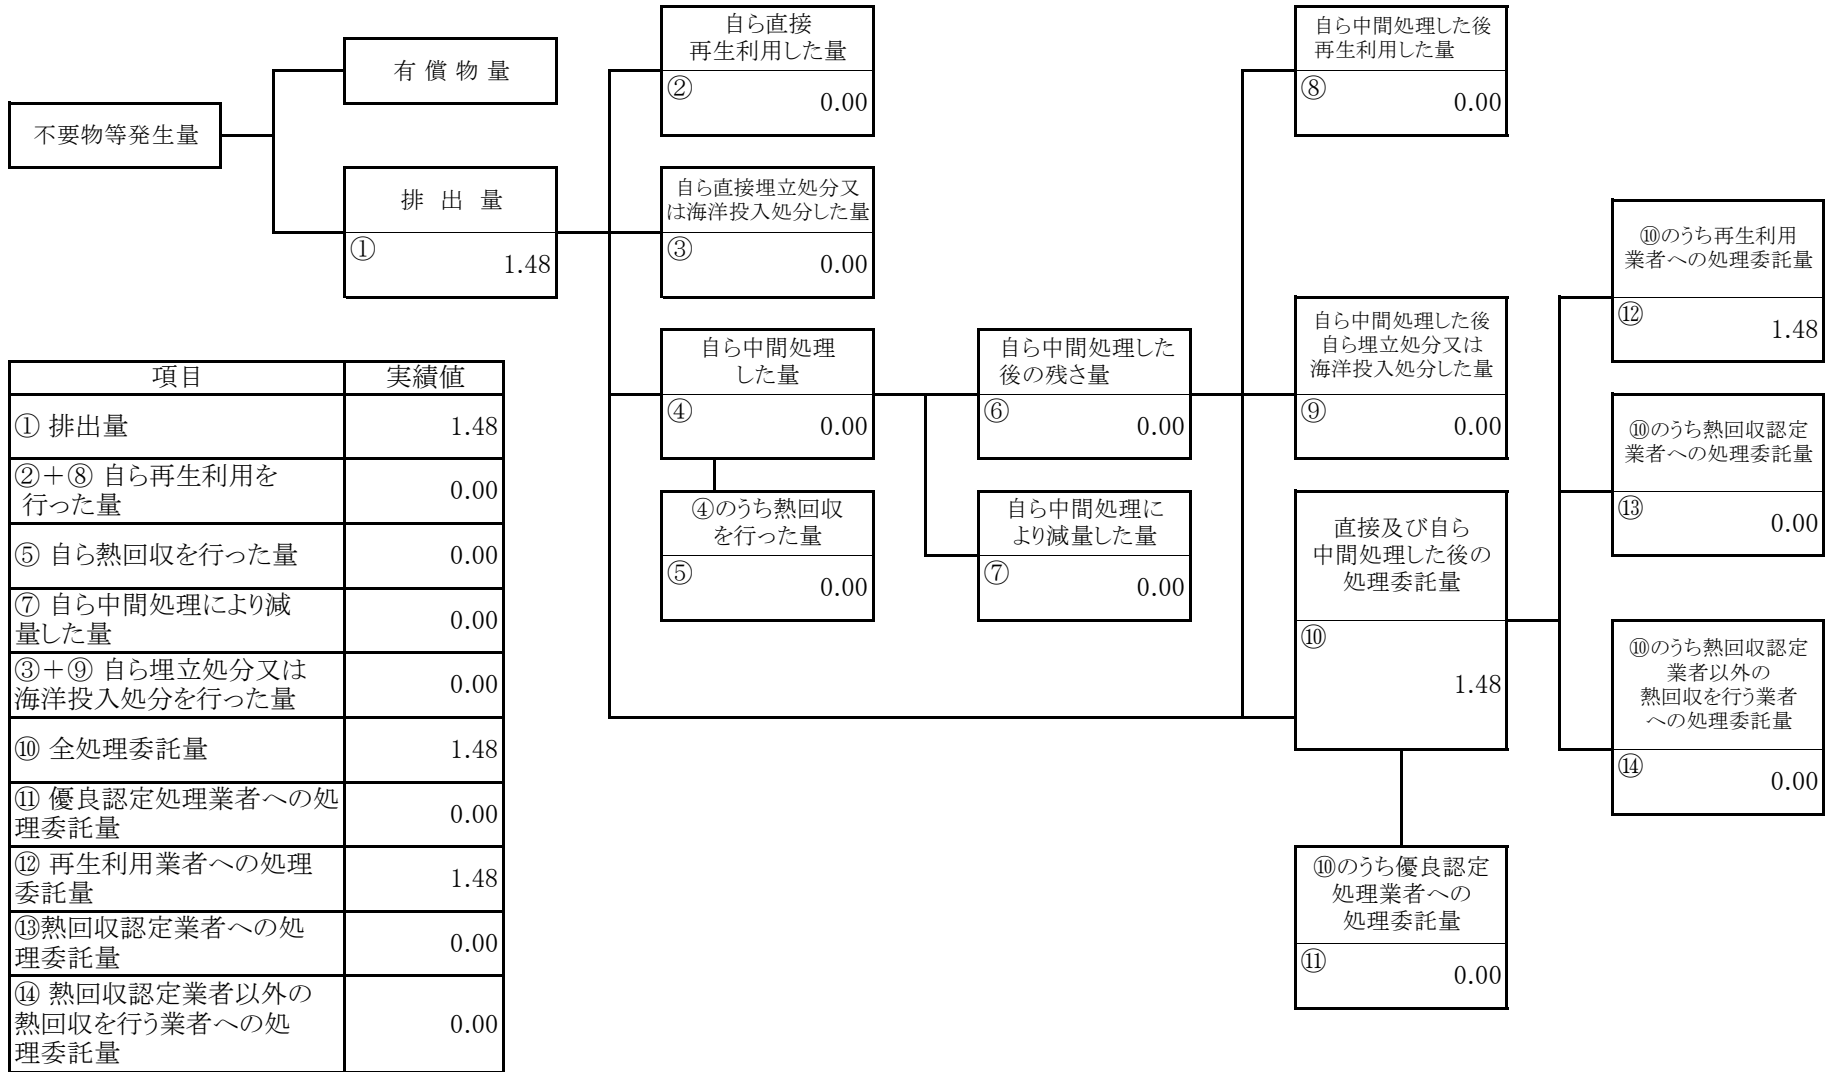 不要物等発生量
有 償 物 量
排 出 量
①
1.48
自ら直接
再生利用した量
②
0.00
自ら直接埋立処分又
は海洋投入処分した量
③
0.00
自ら中間処理
した量
④
0.00
④のうち熱回収
を行った量
⑤
0.00
自ら中間処理した
後の残さ量
⑥
0.00
自ら中間処理に
より減量した量
⑦
0.00
自ら中間処理した後
再生利用した量
⑧
0.00
自ら中間処理した後
自ら埋立処分又は
海洋投入処分した量
⑨
0.00
直接及び自ら
中間処理した後の
処理委託量
⑩
1.48
⑩のうち優良認定
処理業者への
処理委託量
⑪
0.00
⑩のうち再生利用
業者への処理委託量
⑫
1.48
⑩のうち熱回収認定
業者への処理委託量
⑬
0.00
⑩のうち熱回収認定
業者以外の
熱回収を行う業者
への処理委託量
⑭
0.00
項目 実績値
① 排出量 1.48
②＋⑧ 自ら再生利用を
行った量 0.00
⑤ 自ら熱回収を行った量 0.00
⑦ 自ら中間処理により減
量した量 0.00
③＋⑨ 自ら埋立処分又は
海洋投入処分を行った量 0.00
⑩ 全処理委託量 1.48
⑪ 優良認定処理業者への処
理委託量 0.00
⑫ 再生利用業者への処理
委託量 1.48
⑬熱回収認定業者への処
理委託量 0.00
⑭ 熱回収認定業者以外の
熱回収を行う業者への処
理委託量 0.00